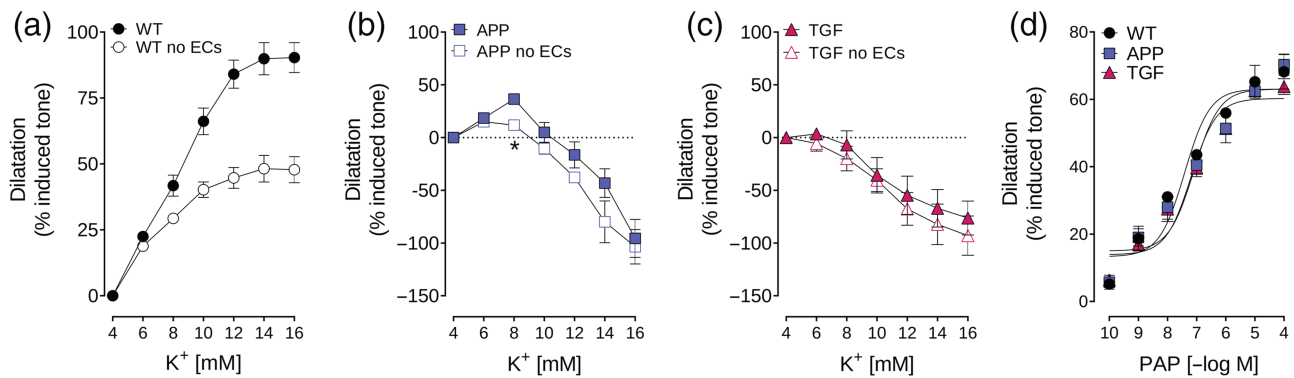 (a)
WT
WT no ECs
100
75
50
25
0
Dilatation
(% induced tone)
4 6 8 10 12 14 16
K+ [mM]
(b)
APP
APP no ECs
100
50
0
−50
−100
−150
*
Dilatation
(% induced tone)
4 6 8 10 12 14 16
K+ [mM]
(c)
TGF
TGF no ECs
100
50
0
−50
−100
−150
Dilatation
(% induced tone)
4 6 8 10 12 14 16
K+ [mM]
(d)
WT
APP
TGF
80
60
40
20
0
Dilatation
(% induced tone)
10 9 8 7 6 5 4
PAP [−log M]